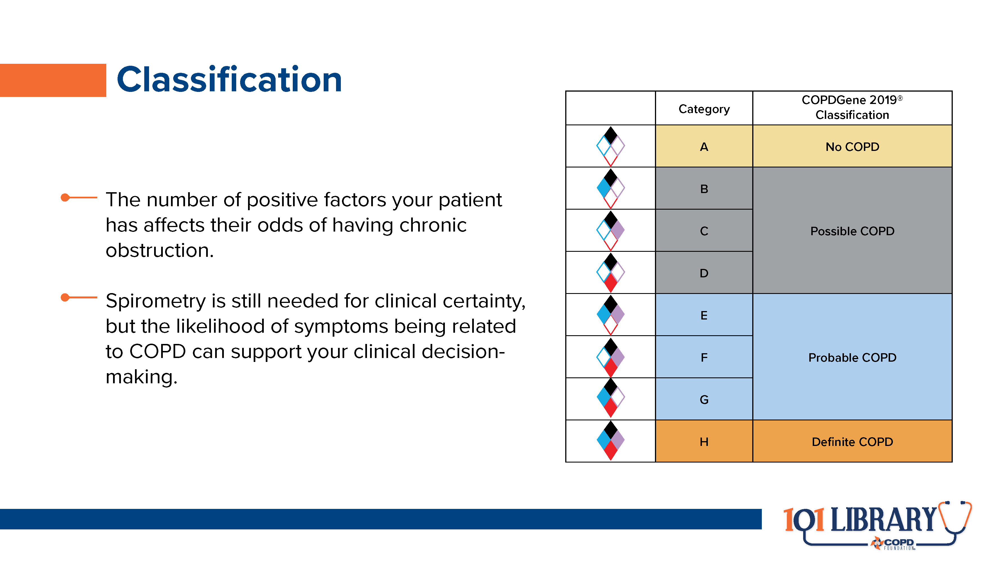 Classification
The number of positive factors your patient
has affects their odds of having chronic
obstruction.
Spirometry is still needed for clinical certainty,
but the likelihood of symptoms being related
to COPD can support your clinical decision-
making.
Category
COPDGene 2019®
Classification
A
No COPD
B
C
Possible COPD
D
E
F
Probable COPD
G
H
Definite COPD
101 LIBRARY
COPD
FOUNDATION®